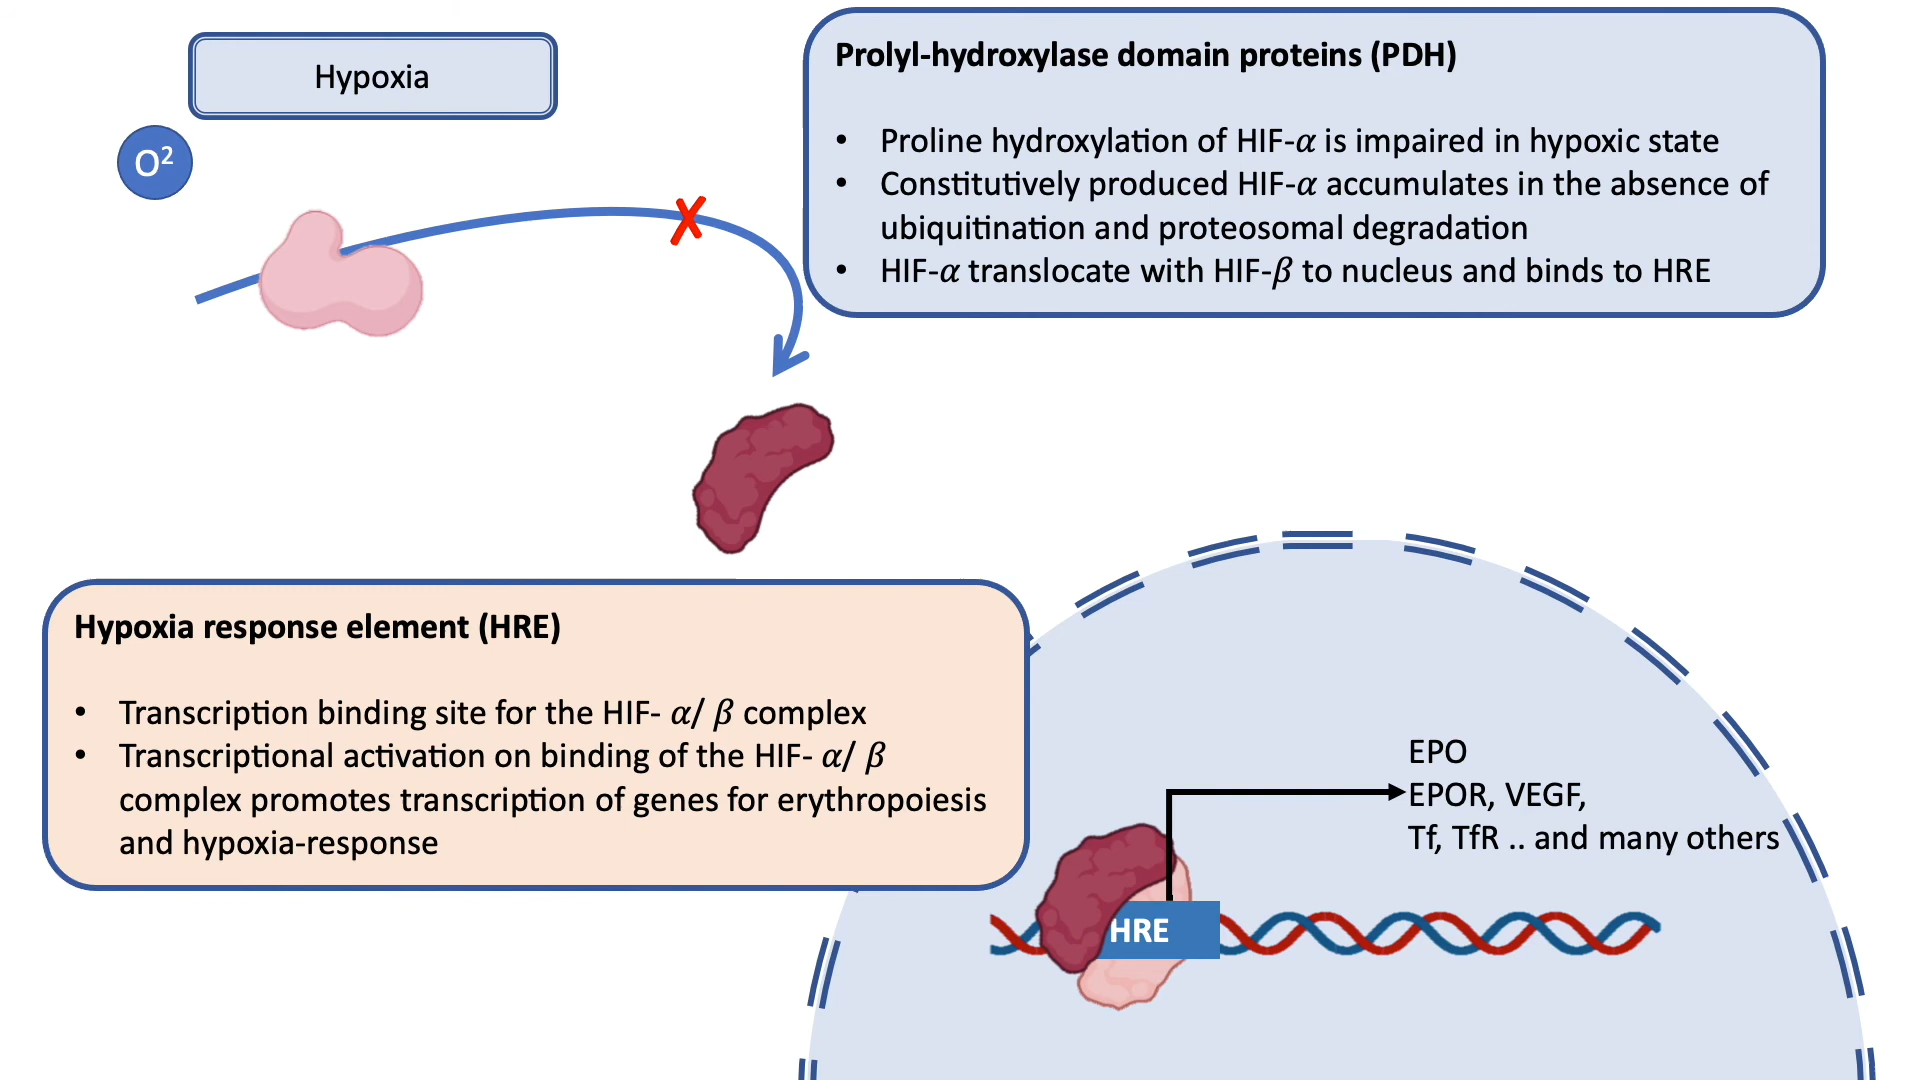 Hypoxia
O²
Prolyl-hydroxylase domain proteins (PDH)
• Proline hydroxylation of HIF-α is impaired in hypoxic state
• Constitutively produced HIF-α accumulates in the absence of
ubiquitination and proteosomal degradation
• HIF-α translocate with HIF-β to nucleus and binds to HRE
Hypoxia response element (HRE)
• Transcription binding site for the HIF- α/ β complex
• Transcriptional activation on binding of the HIF- α/ β
complex promotes transcription of genes for erythropoiesis
and hypoxia-response
EPO
EPOR, VEGF,
Tf, TfR .. and many others
HRE